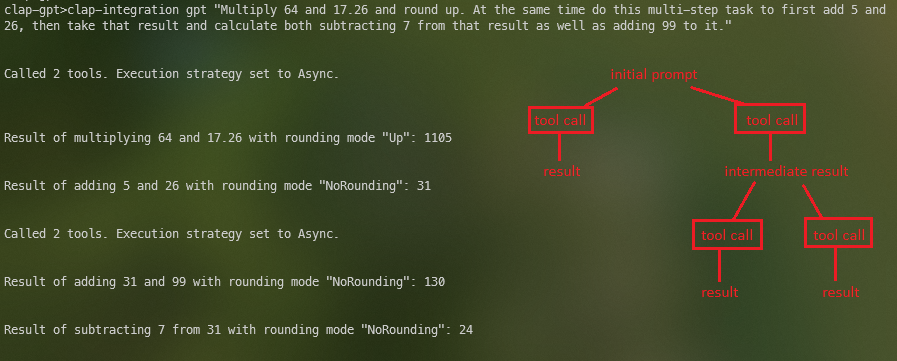 clap-gpt>clap-integration gpt "Multiply 64 and 17.26 and round up. At the same time do this multi-step task to first add 5 and
26, then take that result and calculate both subtracting 7 from that result as well as adding 99 to it."
Called 2 tools. Execution strategy set to Async.
initial prompt
tool call
tool call
Result of multiplying 64 and 17.26 with rounding mode "Up": 1105
result
intermediate result
Result of adding 5 and 26 with rounding mode "NoRounding": 31
Called 2 tools. Execution strategy set to Async.
tool call
tool call
Result of adding 31 and 99 with rounding mode "NoRounding": 130
result
result
Result of subtracting 7 from 31 with rounding mode "NoRounding": 24